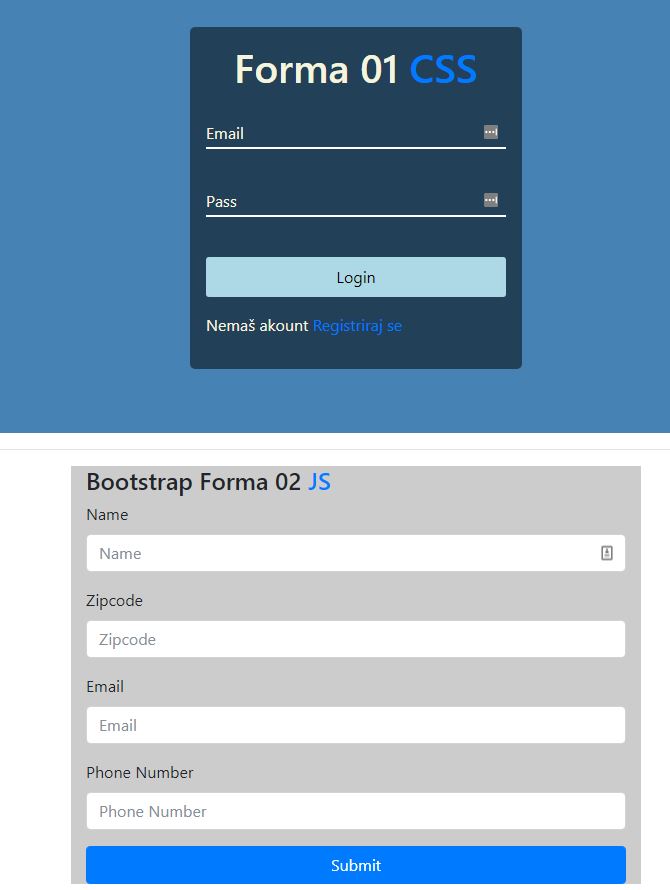 Forma 01 CSS
Email
Pass
Login
Nemaš akount Registriraj se
Bootstrap Forma 02 JS
Name
Name
Zipcode
Zipcode
Email
Email
Phone Number
Phone Number
Submit